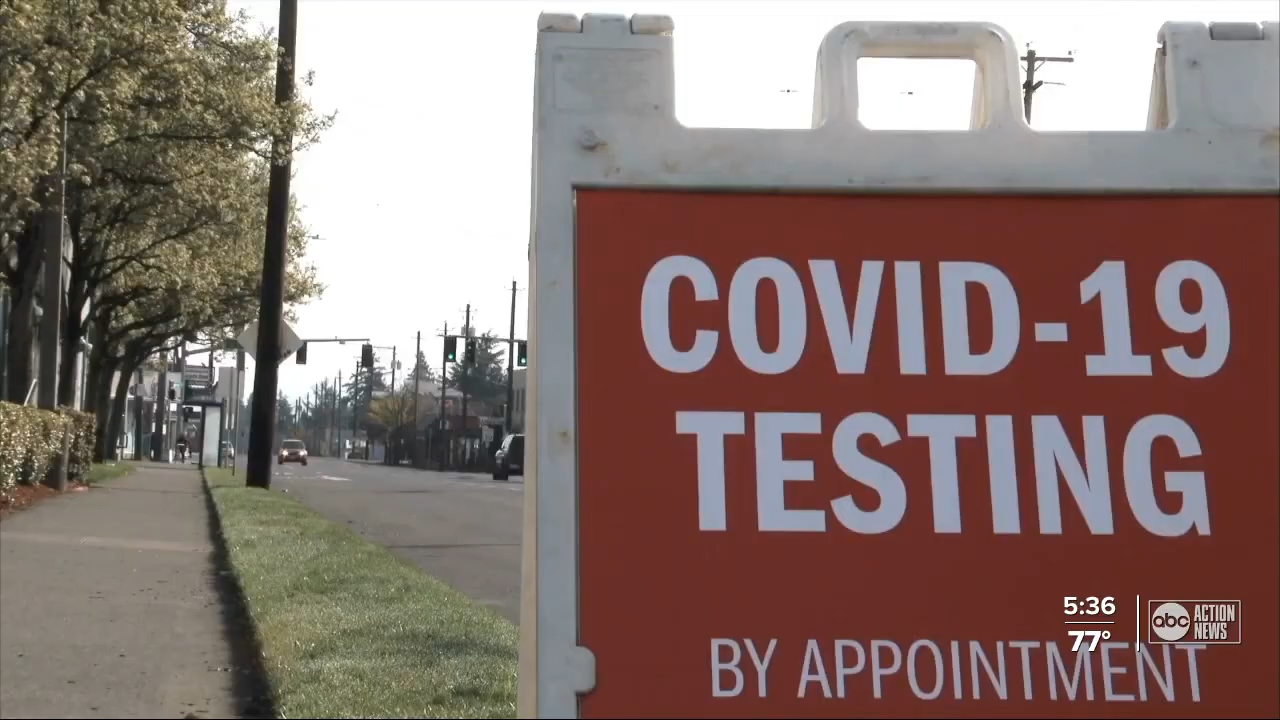 COVID-19
TESTING
BY APPOINTMENT
5:36
77°
abc
ACTION
NEWS